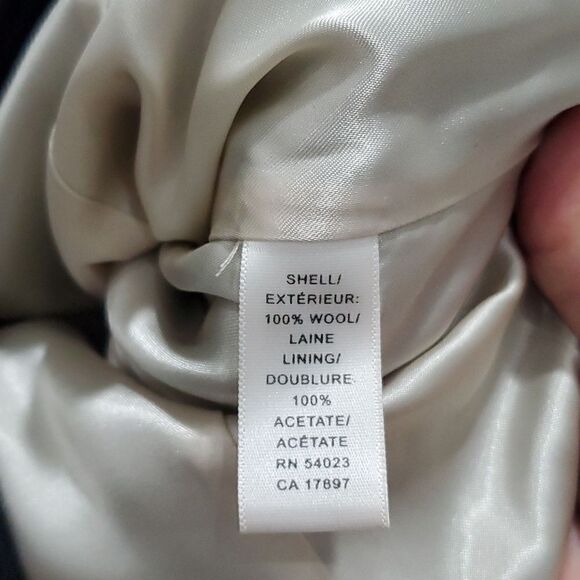 SHELL/
EXTÉRIEUR:
100% WOOL/
LAINE
LINING/
DOUBLURE
100%
ACETATE/
ACÉTATE
RN 54023
CA 17897